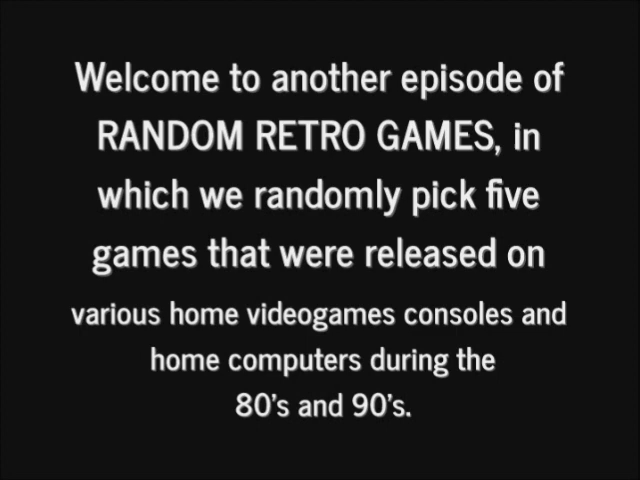 Welcome to another episode of
RANDOM RETRO GAMES, in
which we randomly pick five
games that were released on
various home videogames consoles and
home computers during the
80's and 90's.